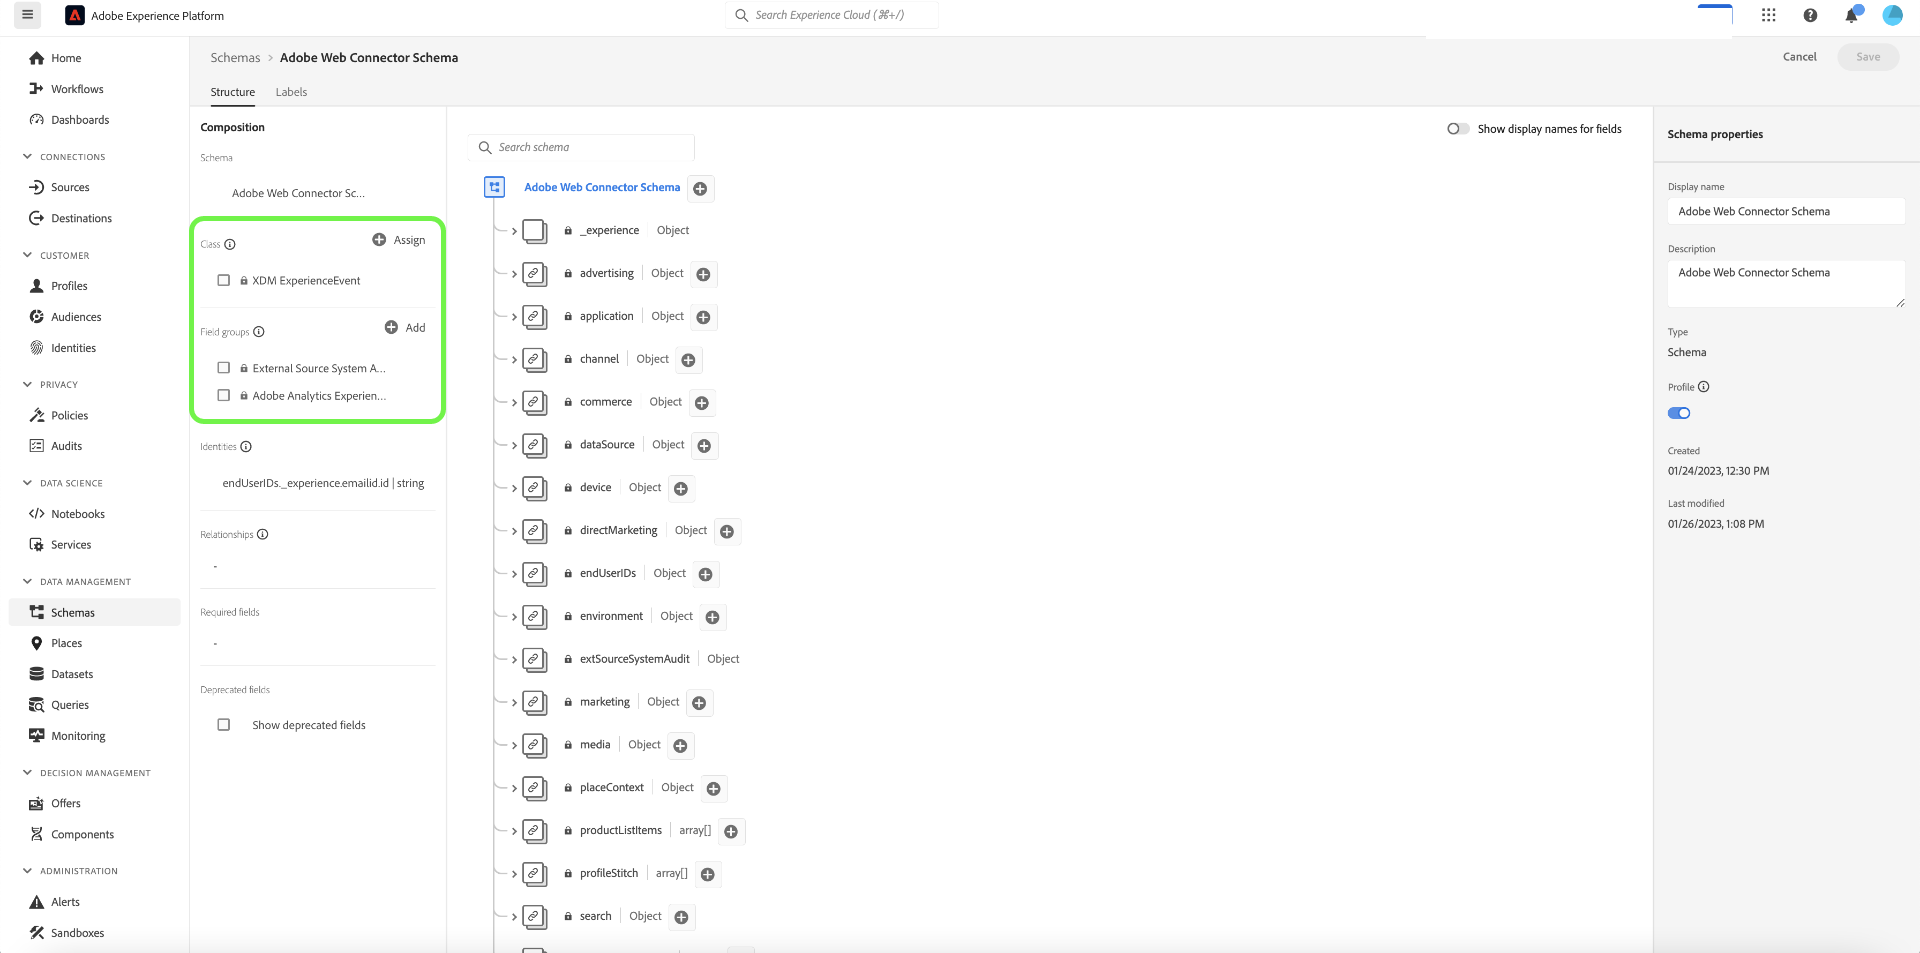 Adobe Experience Platform
Search Experience Cloud (⌘+/)
Home
Workflows
Dashboards
CONNECTIONS
Sources
Destinations
CUSTOMER
Profiles
Audiences
Identities
PRIVACY
Policies
Audits
DATA SCIENCE
Notebooks
Services
DATA MANAGEMENT
Schemas
Places
Datasets
Queries
Monitoring
DECISION MANAGEMENT
Offers
Components
ADMINISTRATION
Alerts
Sandboxes
Schemas > Adobe Web Connector Schema
Cancel
Save
Structure
Labels
Composition
Schema
Adobe Web Connector Sc...
Class
Assign
XDM ExperienceEvent
Field groups
Add
External Source System A...
Adobe Analytics Experien...
Identities
endUserIDs._experience.emailid.id | string
Relationships
-
Required fields
-
Deprecated fields
Show deprecated fields
Search schema
Show display names for fields
Adobe Web Connector Schema
_experience Object
advertising Object
application Object
channel Object
commerce Object
dataSource Object
device Object
directMarketing Object
endUserIDs Object
environment Object
extSourceSystemAudit Object
marketing Object
media Object
placeContext Object
productListItems array[]
profileStitch array[]
search Object
Schema properties
Display name
Adobe Web Connector Schema
Description
Adobe Web Connector Schema
Type
Schema
Profile
Created
01/24/2023, 12:30 PM
Last modified
01/26/2023, 1:08 PM